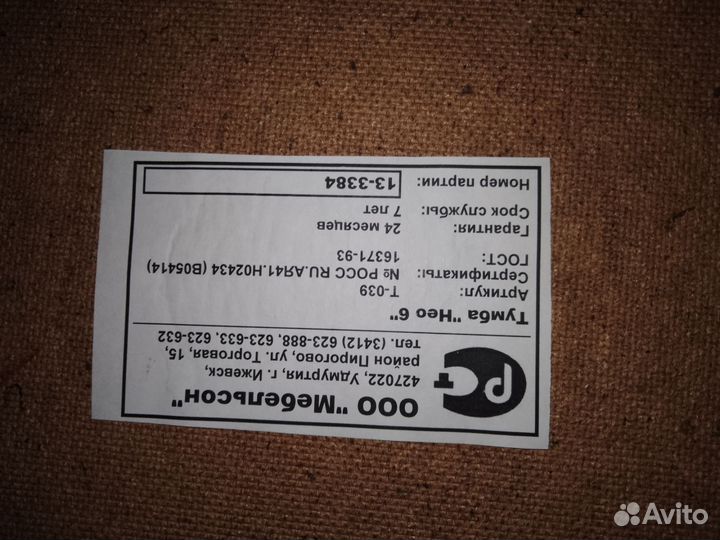 ООО "Мебельсон"
427022, Удмуртия, г. Ижевск,
район Пирогово, ул. Торговая, 15,
тел. (3412) 623-888, 623-633, 623-632
РСТ
Тумба "Нео 6"
Артикул: Т-039
Сертификаты: № РОСС RU.АЯ41.Н02434 (В05414)
ГОСТ: 16371-93
Гарантия: 24 месяцев
Срок службы: 7 лет
Номер партии: 13-3384
Avito